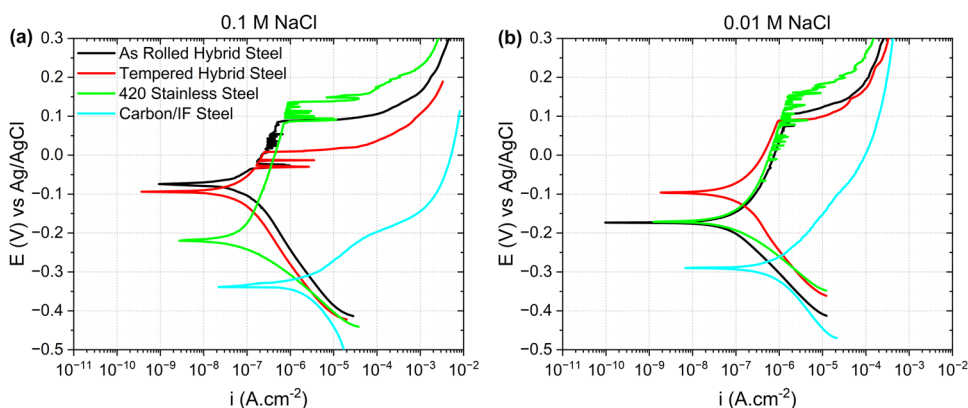 0.1 M NaCl
0.01 M NaCl
(a)
(b)
As Rolled Hybrid Steel
Tempered Hybrid Steel
420 Stainless Steel
Carbon/IF Steel
E (V) vs Ag/AgCl
0.3
0.2
0.1
0.0
−0.1
−0.2
−0.3
−0.4
−0.5
10⁻¹¹ 10⁻¹⁰ 10⁻⁹ 10⁻⁸ 10⁻⁷ 10⁻⁶ 10⁻⁵ 10⁻⁴ 10⁻³ 10⁻²
i (A.cm⁻²)
E (V) vs Ag/AgCl
0.3
0.2
0.1
0.0
−0.1
−0.2
−0.3
−0.4
−0.5
10⁻¹⁰ 10⁻⁹ 10⁻⁸ 10⁻⁷ 10⁻⁶ 10⁻⁵ 10⁻⁴ 10⁻³ 10⁻²
10⁻¹¹
i (A.cm⁻²)